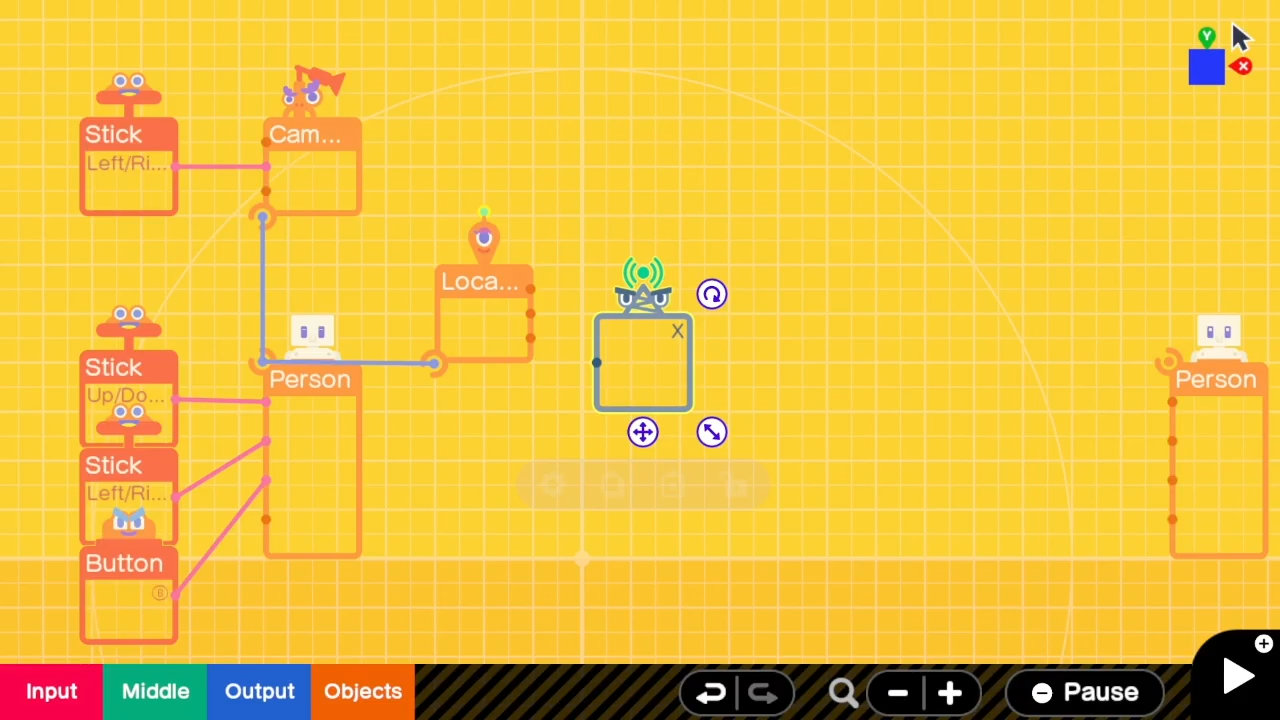 Y
Stick
Left/Ri...
Cam...
Loca...
X
Stick
Up/Do...
Person
Person
Stick
Left/Ri...
Button
B
Input
Middle
Output
Objects
Pause